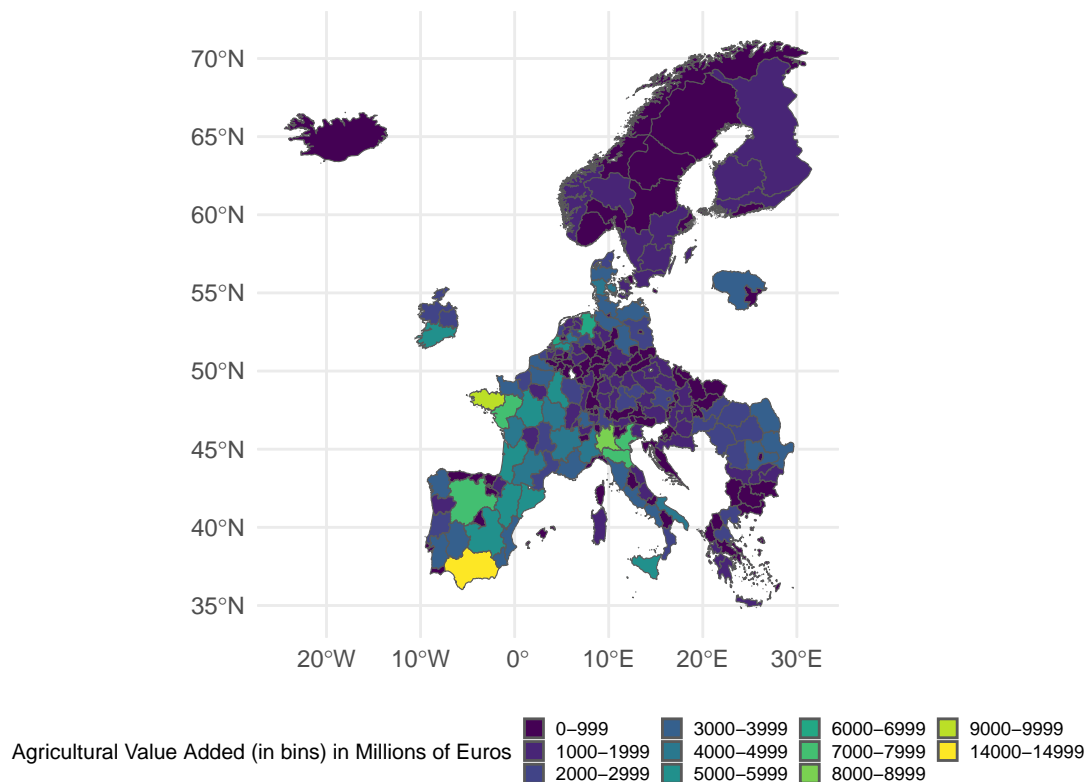 70°N
65°N
60°N
55°N
50°N
45°N
40°N
35°N
20°W 10°W 0° 10°E 20°E 30°E
Agricultural Value Added (in bins) in Millions of Euros
0−999 3000−3999 6000−6999 9000−9999
1000−1999 4000−4999 7000−7999 14000−14999
2000−2999 5000−5999 8000−8999